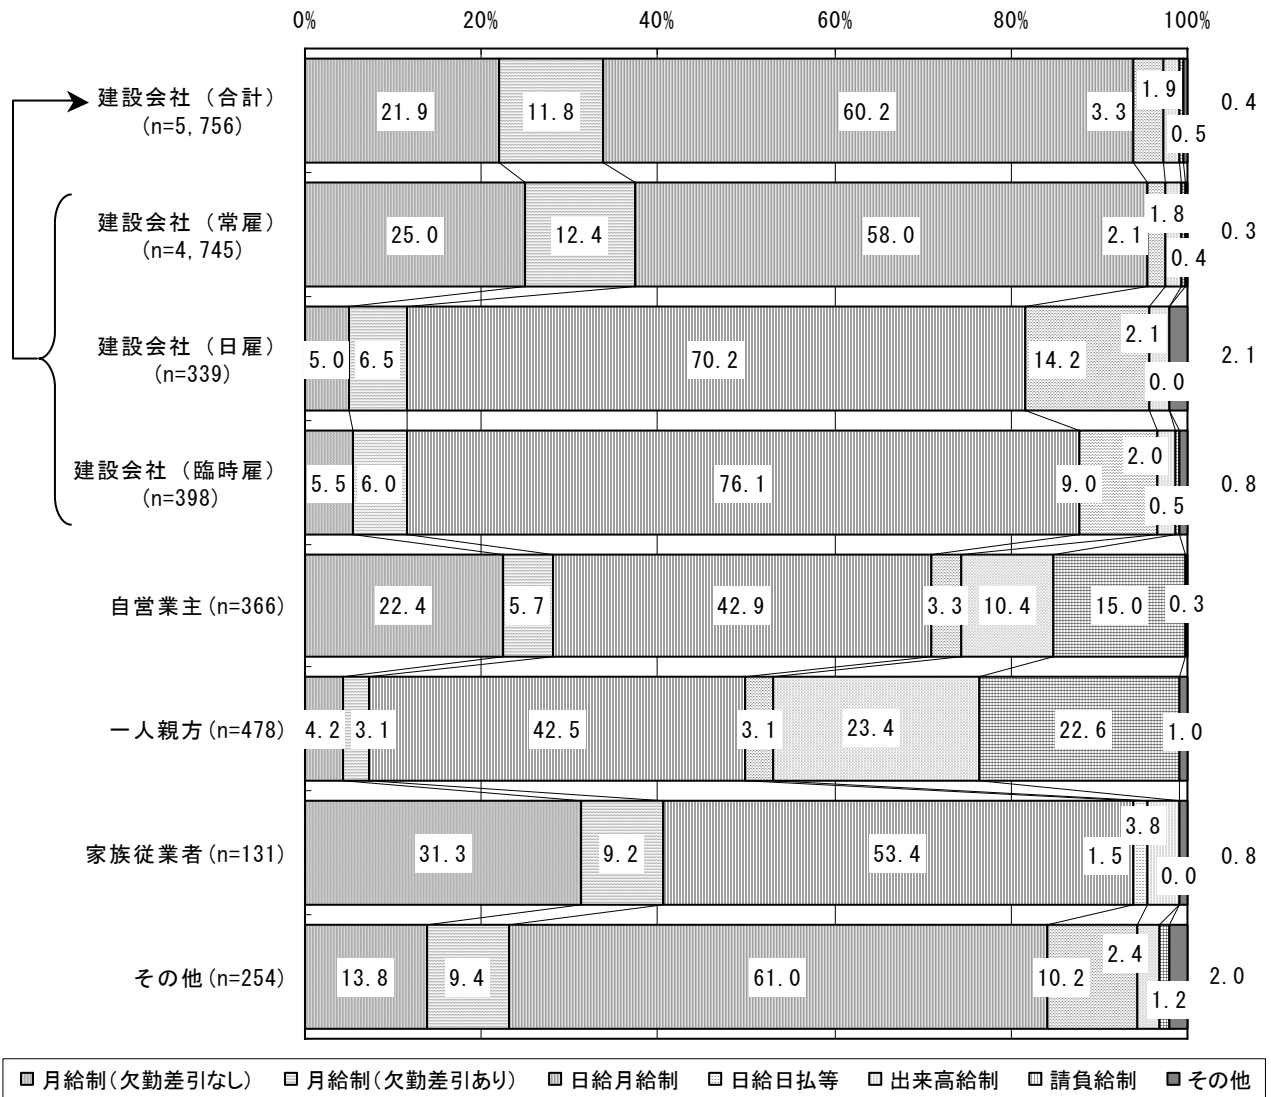 0% 20% 40% 60% 80% 100%
建設会社（合計）
(n=5,756)
21.9 11.8 60.2 3.3 1.9 0.5 0.4
建設会社（常雇）
(n=4,745)
25.0 12.4 58.0 2.1 1.8 0.4 0.3
建設会社（日雇）
(n=339)
5.0 6.5 70.2 14.2 2.1 0.0 2.1
建設会社（臨時雇）
(n=398)
5.5 6.0 76.1 9.0 2.0 0.5 0.8
自営業主(n=366)
22.4 5.7 42.9 3.3 10.4 15.0 0.3
一人親方(n=478)
4.2 3.1 42.5 3.1 23.4 22.6 1.0
家族従業者(n=131)
31.3 9.2 53.4 1.5 3.8 0.0 0.8
その他(n=254)
13.8 9.4 61.0 10.2 2.4 1.2 2.0
月給制(欠勤差引なし) 月給制(欠勤差引あり) 日給月給制 日給日払等 出来高給制 請負給制 その他